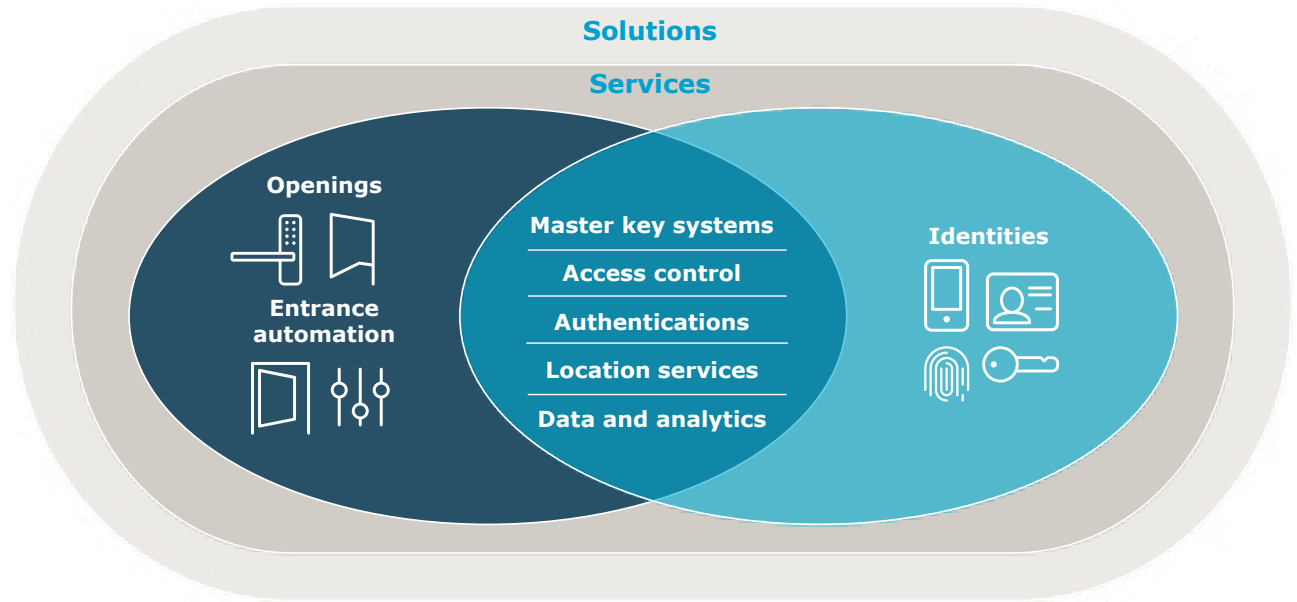 Solutions
Services
Openings
Entrance
automation
Master key systems
Access control
Authentications
Location services
Data and analytics
Identities